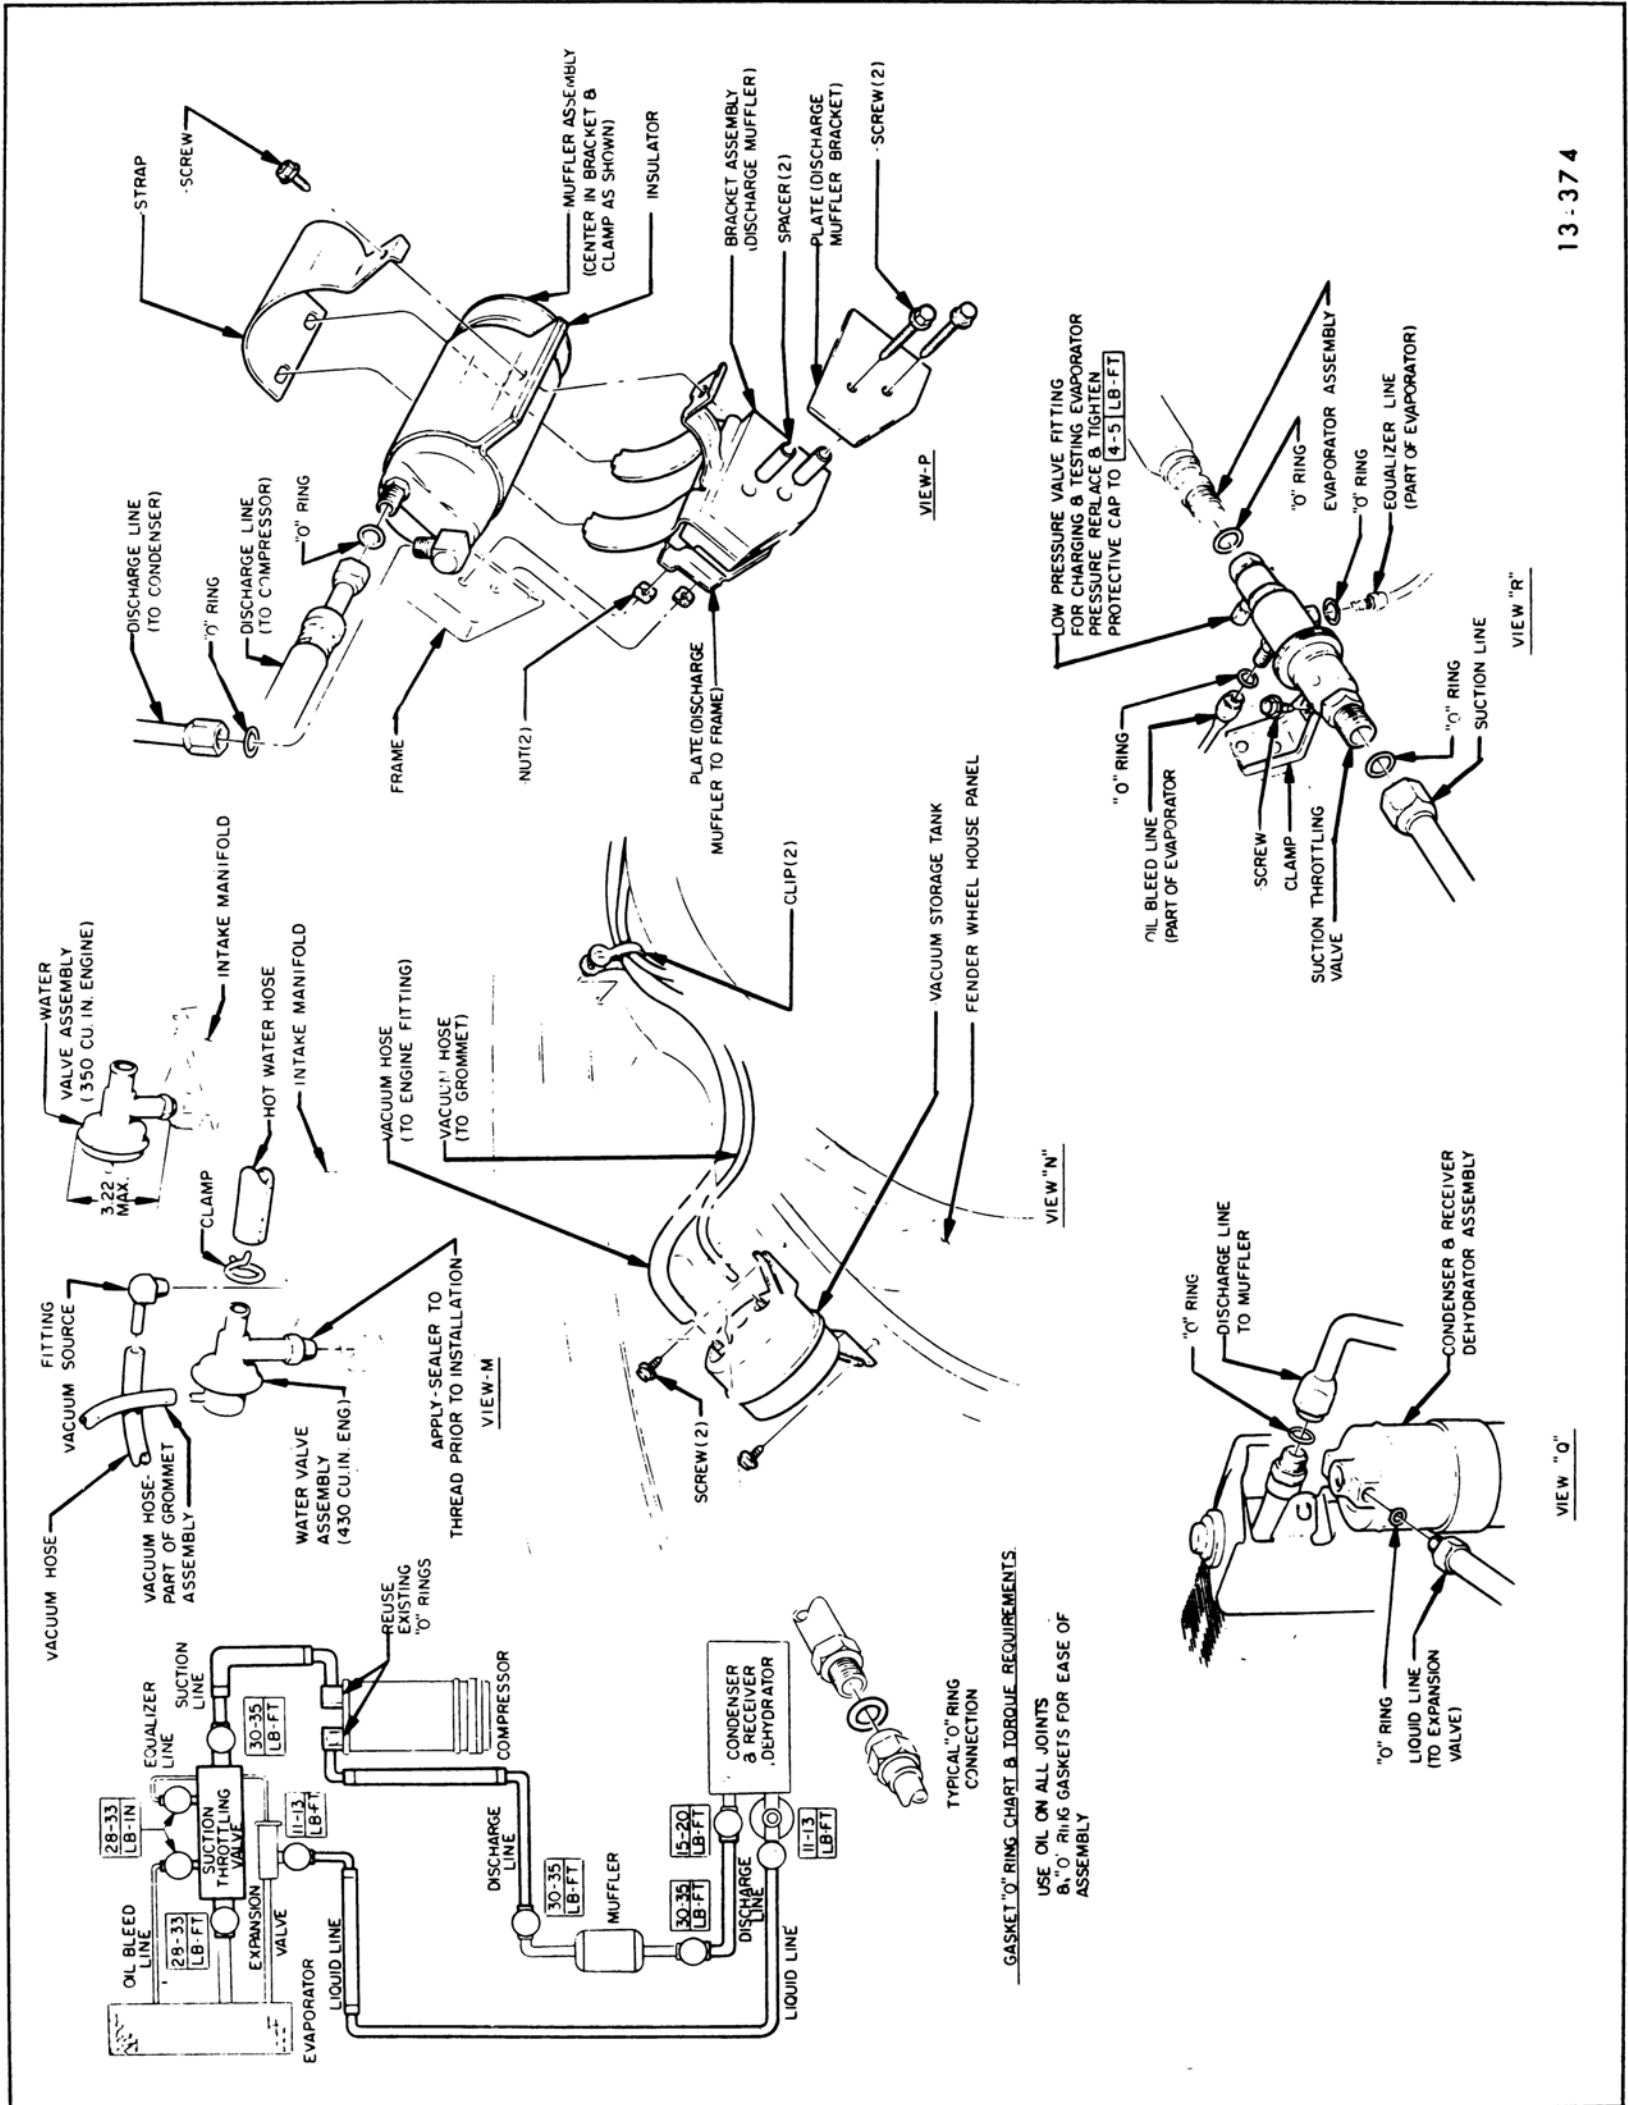 VACUUM HOSE
FITTING
VACUUM SOURCE
VACUUM HOSE-
PART OF GROMMET
ASSEMBLY
WATER VALVE
ASSEMBLY
(430 CU.IN. ENG.)
WATER
VALVE ASSEMBLY
(350 CU. IN. ENGINE)
3.22
MAX.
INTAKE MANIFOLD
CLAMP
HOT WATER HOSE
INTAKE MANIFOLD
APPLY-SEALER TO
THREAD PRIOR TO INSTALLATION
VIEW-M
DISCHARGE LINE
(TO CONDENSER)
"O" RING
DISCHARGE LINE
(TO COMPRESSOR)
"O" RING
STRAP
SCREW
MUFFLER ASSEMBLY
(CENTER IN BRACKET &
CLAMP AS SHOWN)
INSULATOR
FRAME
NUT(2)
PLATE (DISCHARGE
MUFFLER TO FRAME)
BRACKET ASSEMBLY
(DISCHARGE MUFFLER)
SPACER(2)
PLATE (DISCHARGE
MUFFLER BRACKET)
SCREW(2)
VIEW-P
OIL BLEED
LINE
28-33
LB-IN
EQUALIZER
LINE
SUCTION
LINE
28-33
LB-FT
SUCTION
THROTTLING
VALVE
30-35
LB-FT
REUSE
EXISTING
"O" RINGS
EXPANSION
VALVE
11-13
LB-FT
EVAPORATOR
LIQUID LINE
DISCHARGE
LINE
COMPRESSOR
30-35
LB-FT
MUFFLER
30-35
LB-FT
15-20
LB-FT
CONDENSER
& RECEIVER
DEHYDRATOR
DISCHARGE
LINE
11-13
LB-FT
LIQUID LINE
TYPICAL "O" RING
CONNECTION
GASKET "O" RING CHART & TORQUE REQUIREMENTS
USE OIL ON ALL JOINTS
& "O" RING GASKETS FOR EASE OF
ASSEMBLY
VACUUM HOSE
(TO ENGINE FITTING)
VACUUM HOSE
(TO GROMMET)
SCREW(2)
CLIP(2)
VACUUM STORAGE TANK
FENDER WHEEL HOUSE PANEL
VIEW "N"
"O" RING
DISCHARGE LINE
TO MUFFLER
CONDENSER & RECEIVER
DEHYDRATOR ASSEMBLY
"O" RING
LIQUID LINE
(TO EXPANSION
VALVE)
VIEW "Q"
LOW PRESSURE VALVE FITTING
FOR CHARGING & TESTING EVAPORATOR
PRESSURE REPLACE & TIGHTEN
PROTECTIVE CAP TO 4-5 LB-FT
"O" RING
OIL BLEED LINE
(PART OF EVAPORATOR
SCREW
CLAMP
SUCTION THROTTLING
VALVE
"O" RING
EVAPORATOR ASSEMBLY
"O" RING
EQUALIZER LINE
(PART OF EVAPORATOR)
"O" RING
SUCTION LINE
VIEW "R"
13-374